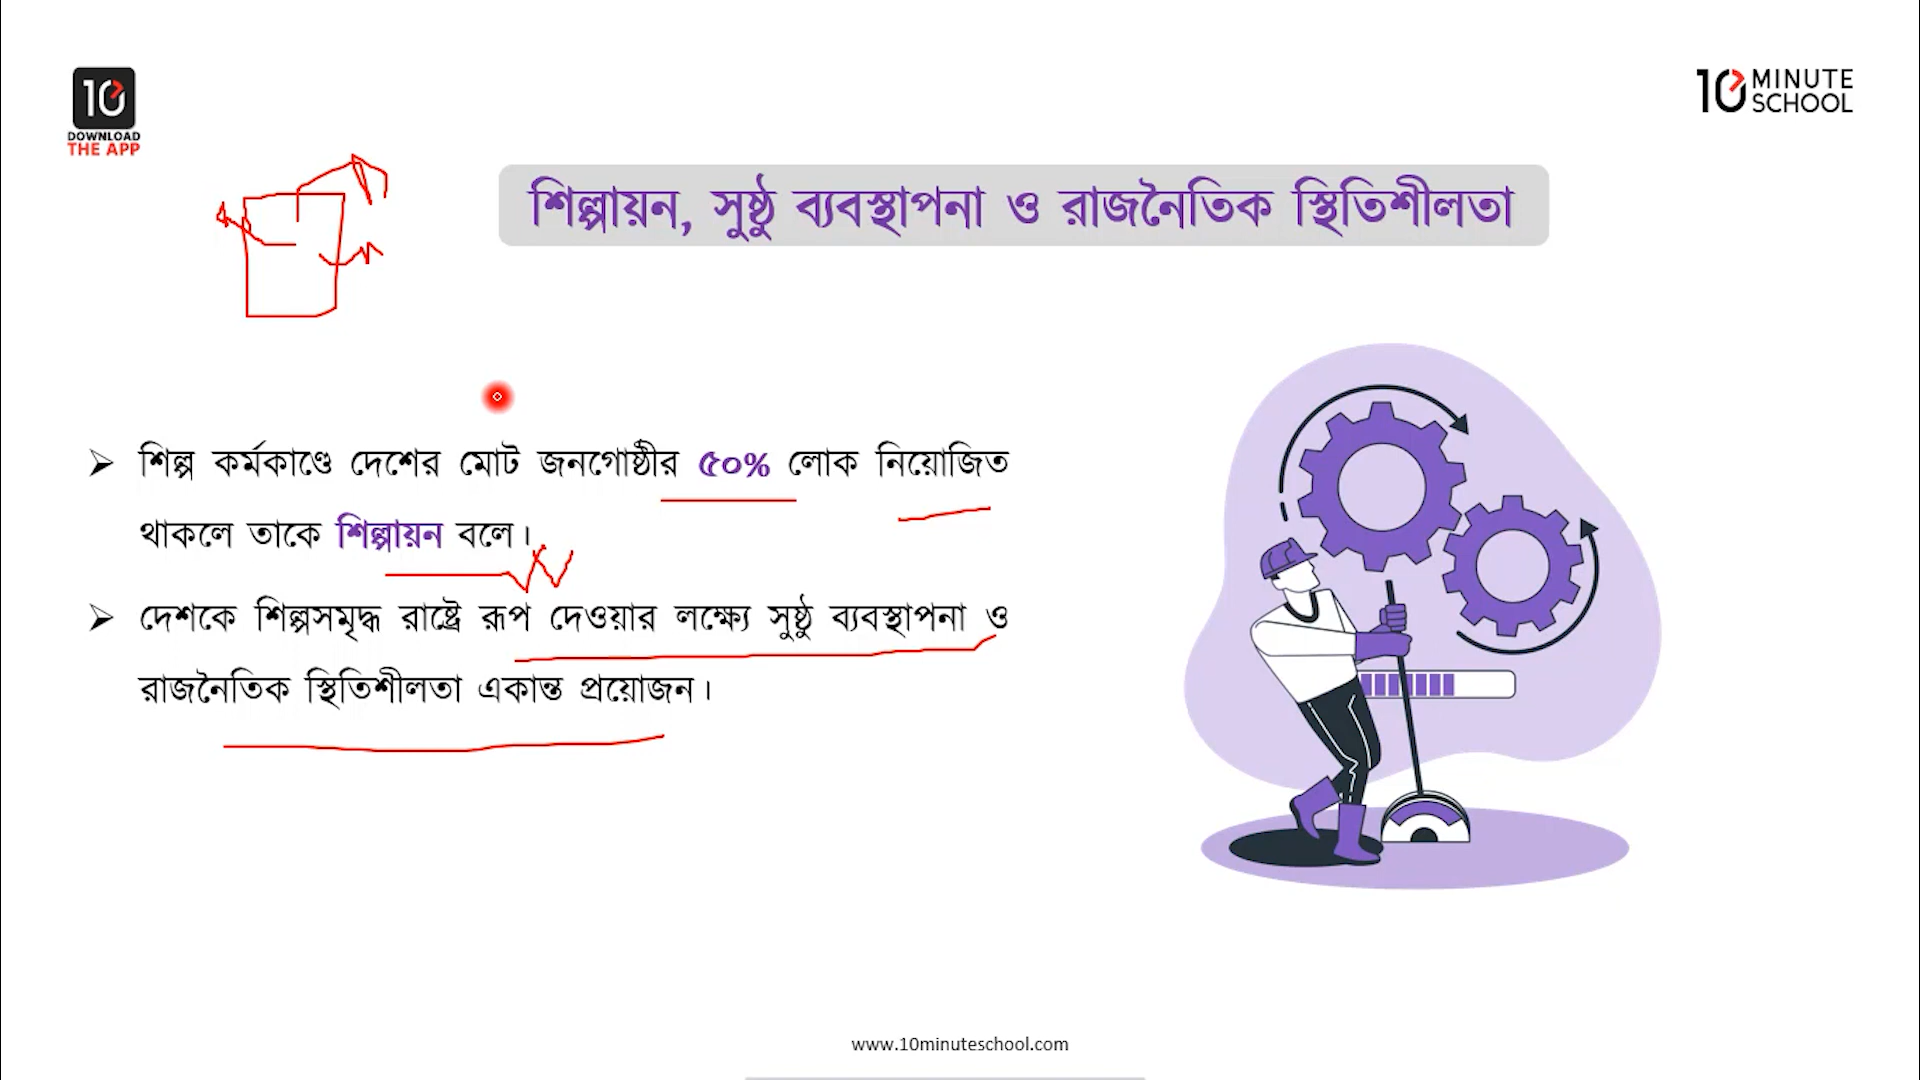 10
DOWNLOAD
THE APP
10 MINUTE
SCHOOL
শিল্পায়ন, সুষ্ঠু ব্যবস্থাপনা ও রাজনৈতিক স্থিতিশীলতা
➢ শিল্প কর্মকাণ্ডে দেশের মোট জনগোষ্ঠীর ৫০% লোক নিয়োজিত
থাকলে তাকে শিল্পায়ন বলে।
➢ দেশকে শিল্পসমৃদ্ধ রাষ্ট্রে রূপ দেওয়ার লক্ষ্যে সুষ্ঠু ব্যবস্থাপনা ও
রাজনৈতিক স্থিতিশীলতা একান্ত প্রয়োজন।
www.10minuteschool.com